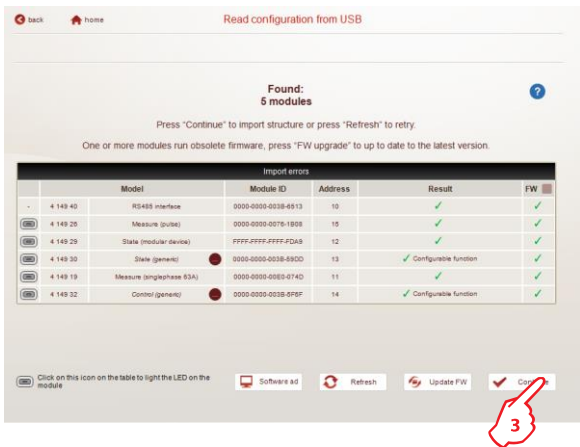 back home Read configuration from USB
Found:
5 modules
Press "Continue" to import structure or press "Refresh" to retry.
One or more modules run obsolete firmware, press "FW upgrade" to up to date to the latest version.
Import errors
Model Module ID Address Result FW
- 4 149 40 RS485 interface 0000-0000-003B-6813 10 ✓ ✓
4 149 26 Measure (pulse) 0000-0000-0076-1B08 15 ✓ ✓
4 149 29 State (modular device) FFFF-FFFF-FFFF-FDA9 12 ✓ ✓
4 149 30 State (generic) 0000-0000-003B-89DD 13 ✓ Configurable function ✓
4 149 19 Measure (singlephase 63A) 0000-0000-00E0-074D 11 ✓ ✓
4 149 32 Control (generic) 0000-0000-003B-6F6F 14 ✓ Configurable function ✓
Click on this icon on the table to light the LED on the
module
Software ad Refresh Update FW
3